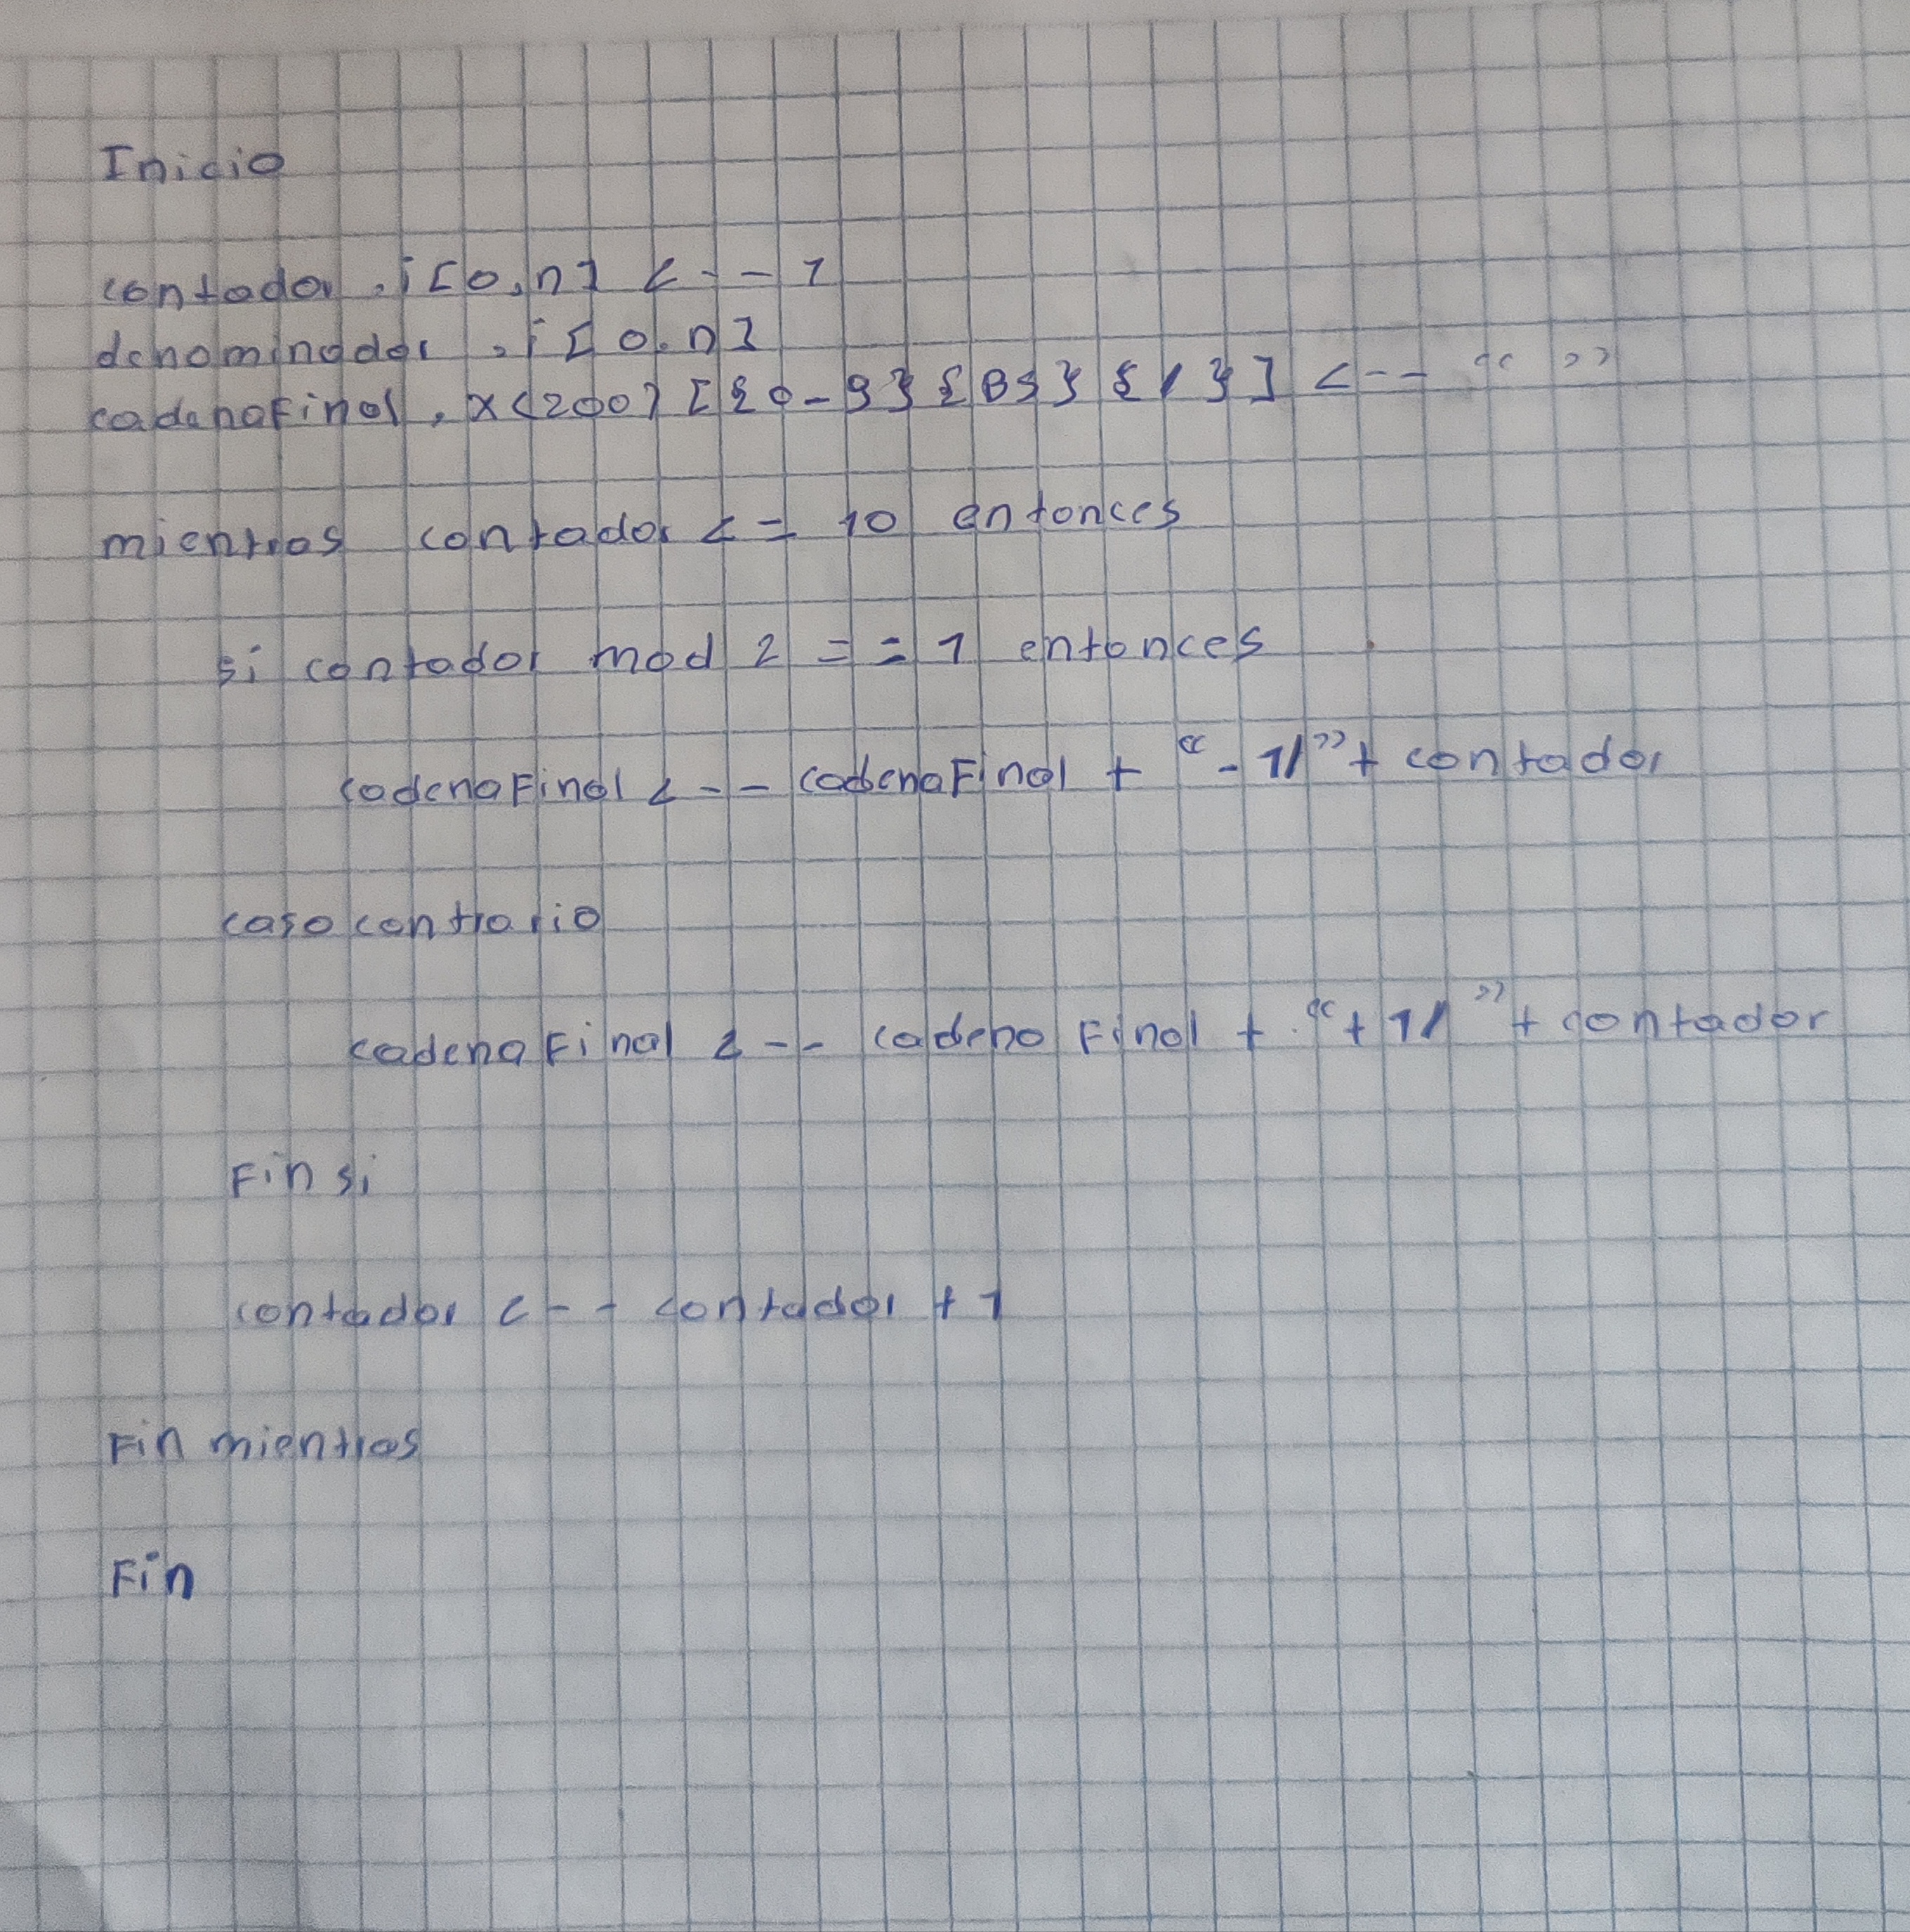 Inicio
contador, i[0,n] <-- 1
denominador, i[0,n]
cadenaFinal, x(200) [{0-9}{BS}{/}] <-- “ ”
mientras contador <= 10 entonces
si contador mod 2 == 1 entonces
cadenaFinal <-- cadenaFinal + “-1/” + contador
caso contrario
cadenaFinal <-- cadenaFinal + “+1/” + contador
Fin si
contador <-- contador + 1
Fin mientras
Fin